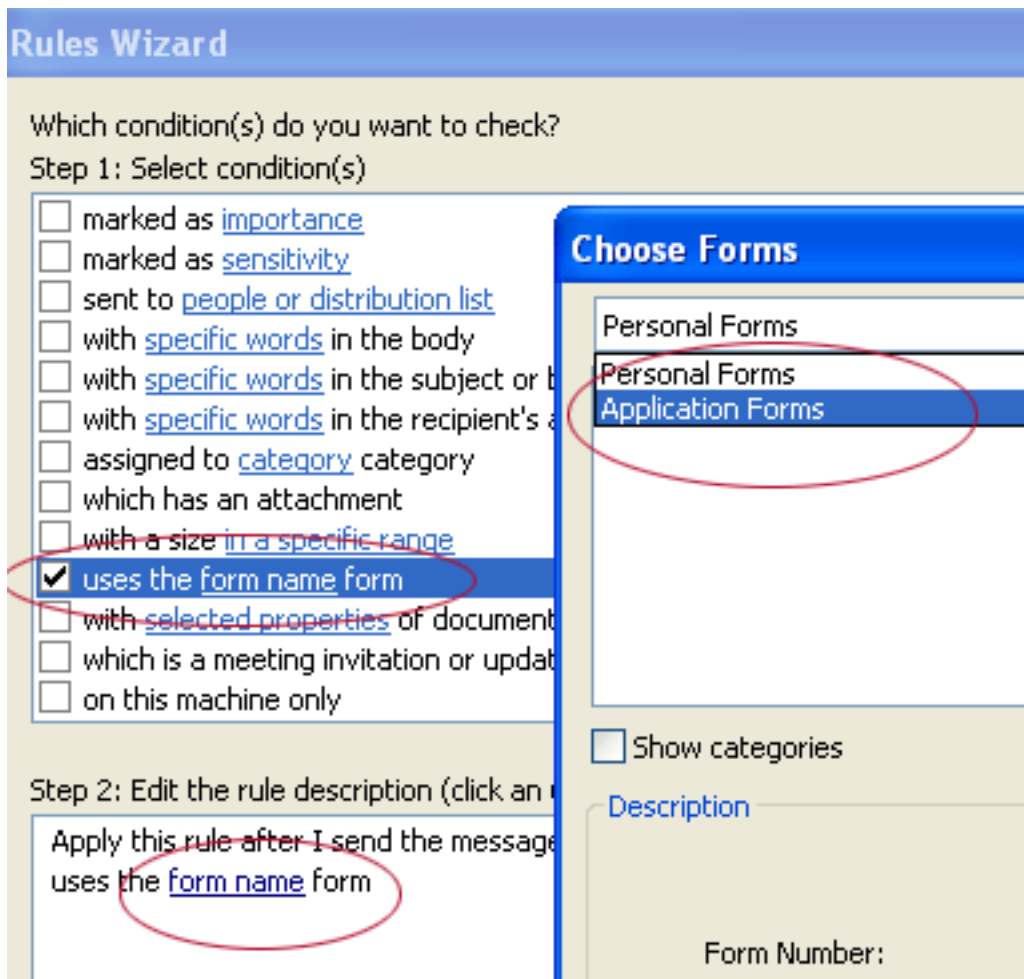 Rules Wizard
Which condition(s) do you want to check?
Step 1: Select condition(s)
marked as importance
marked as sensitivity
sent to people or distribution list
with specific words in the body
with specific words in the subject or
with specific words in the recipient's
assigned to category category
which has an attachment
with a size in a specific range
uses the form name form
with selected properties of document
which is a meeting invitation or updat
on this machine only
Step 2: Edit the rule description (click an
Apply this rule after I send the message
uses the form name form
Choose Forms
Personal Forms
Personal Forms
Application Forms
Show categories
Description
Form Number: